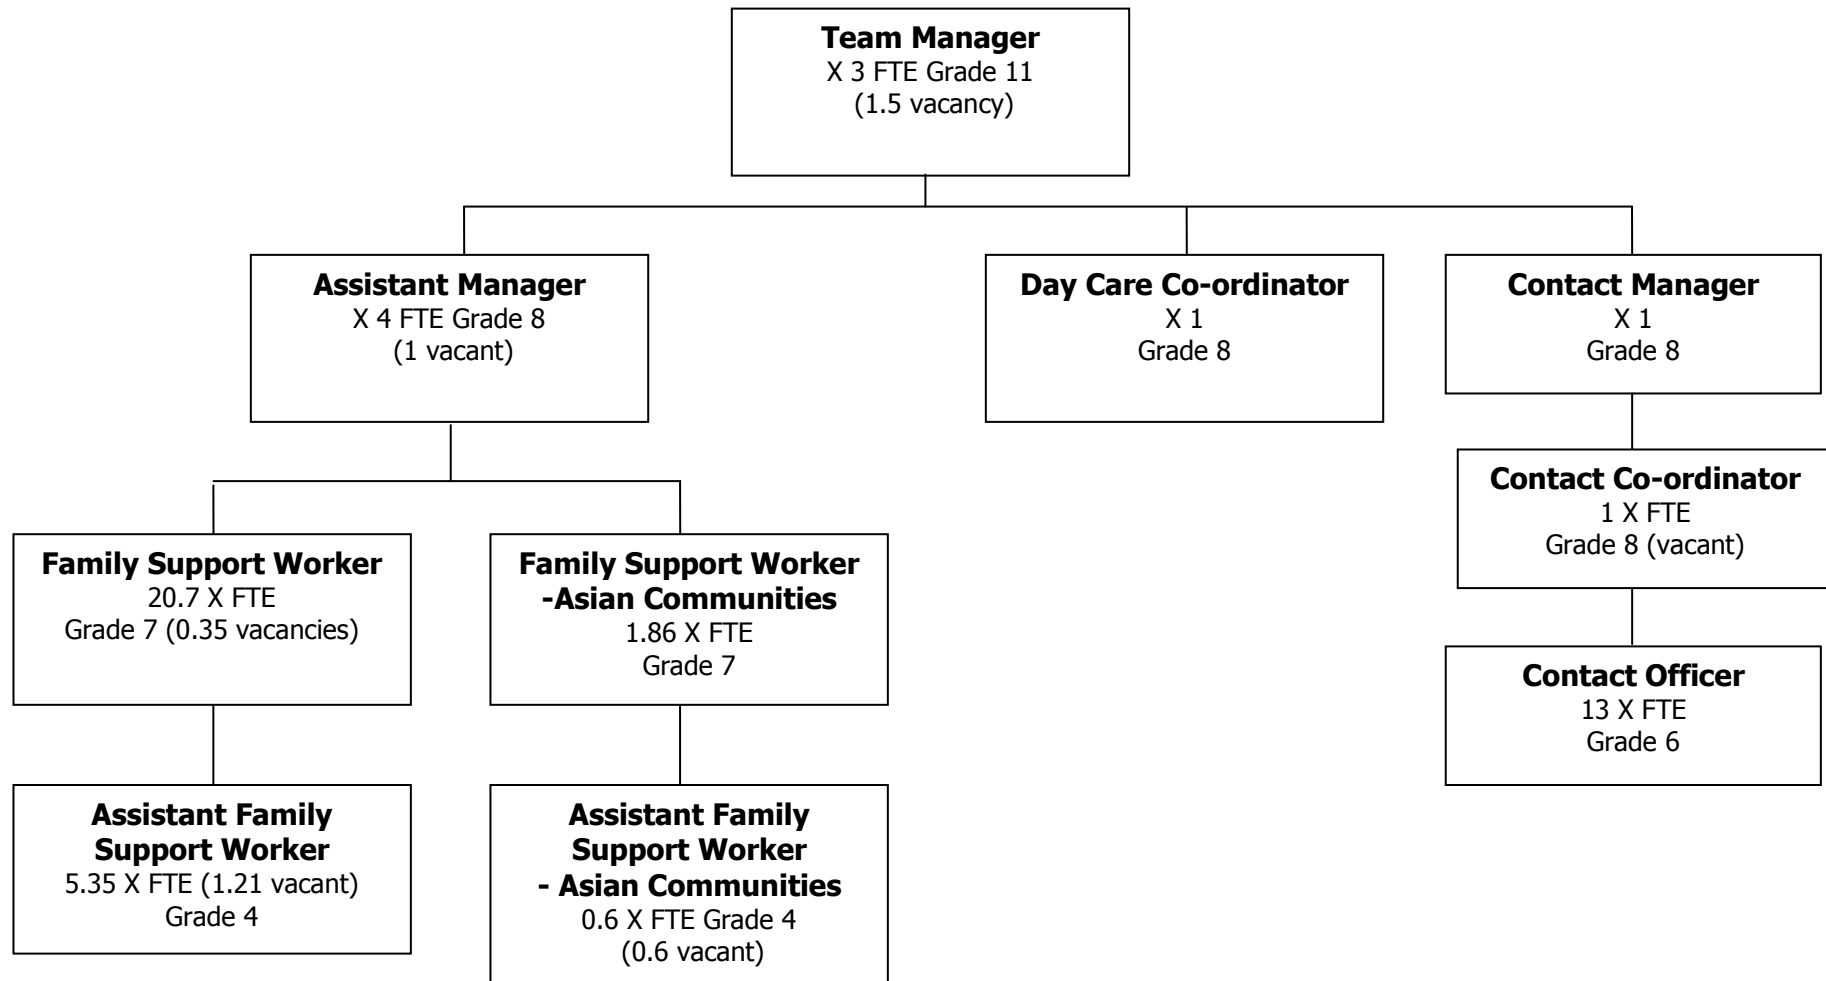 Team Manager
X 3 FTE Grade 11
(1.5 vacancy)
Assistant Manager
X 4 FTE Grade 8
(1 vacant)
Day Care Co-ordinator
X 1
Grade 8
Contact Manager
X 1
Grade 8
Contact Co-ordinator
1 X FTE
Grade 8 (vacant)
Family Support Worker
20.7 X FTE
Grade 7 (0.35 vacancies)
Family Support Worker
-Asian Communities
1.86 X FTE
Grade 7
Contact Officer
13 X FTE
Grade 6
Assistant Family
Support Worker
5.35 X FTE (1.21 vacant)
Grade 4
Assistant Family
Support Worker
- Asian Communities
0.6 X FTE Grade 4
(0.6 vacant)